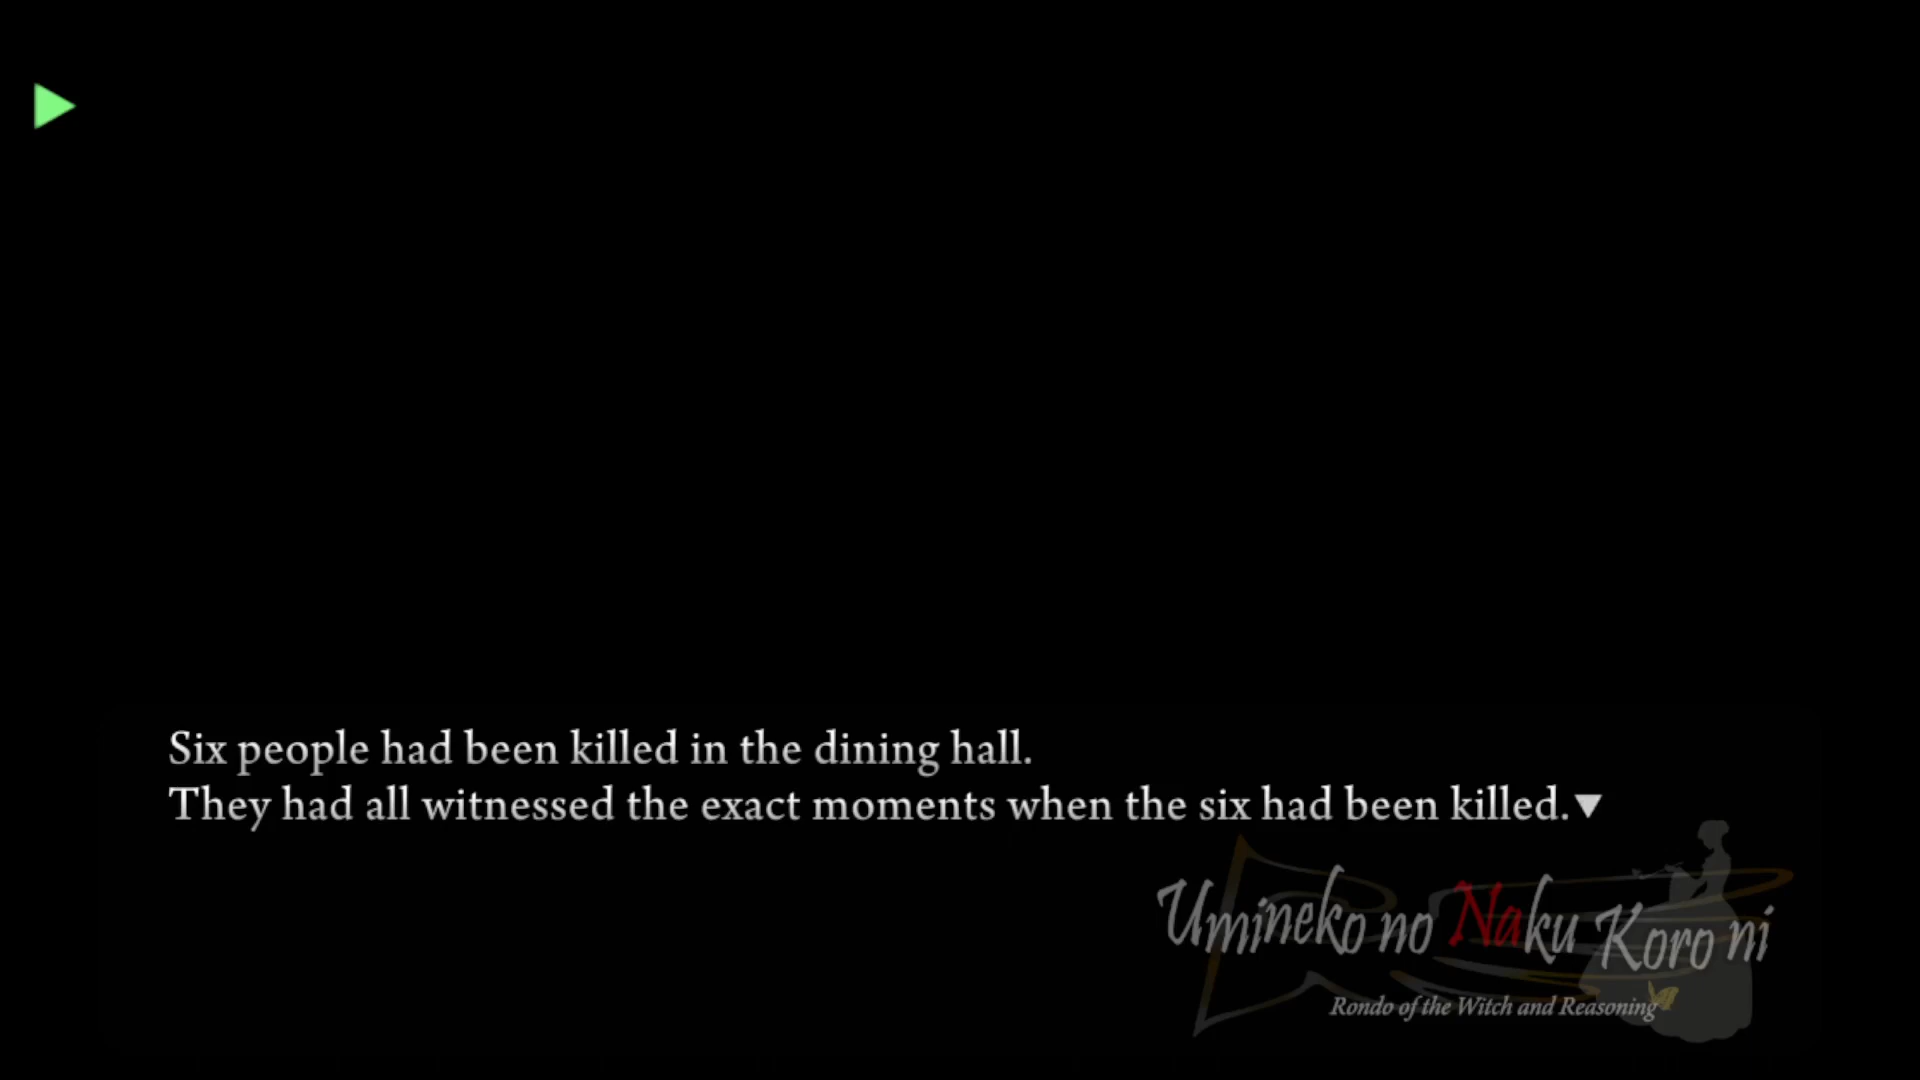 Six people had been killed in the dining hall.
They had all witnessed the exact moments when the six had been killed.
Umineko no Naku Koro ni
Rondo of the Witch and Reasoning